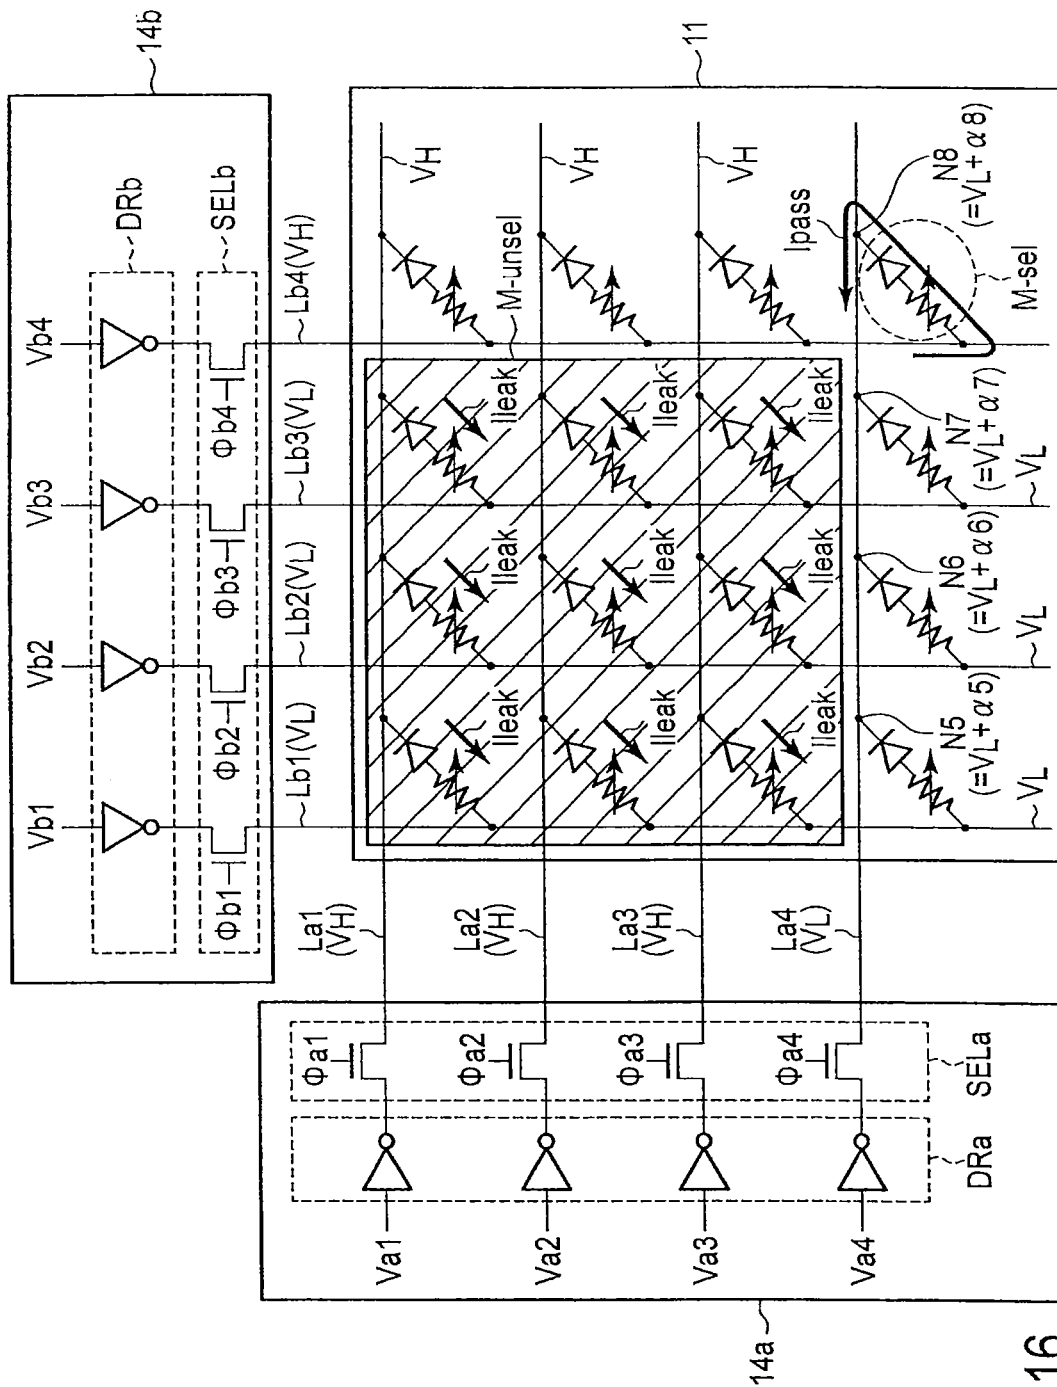 14b
DRb
SELb
Vb1
Vb2
Vb3
Vb4
Φb1
Φb2
Φb3
Φb4
Lb1(VL)
Lb2(VL)
Lb3(VL)
Lb4(VH)
11
M-unsel
VH
VH
VH
Ileak
Ileak
Ileak
Ileak
Ileak
Ileak
Ileak
Ileak
Ileak
Ipass
N8
(=VL+α8)
M-sel
N7
(=VL+α7)
N6
(=VL+α6)
N5
(=VL+α5)
VL
VL
VL
La1
(VH)
La2
(VH)
La3
(VH)
La4
(VL)
Φa1
Φa2
Φa3
Φa4
SELa
DRa
Va1
Va2
Va3
Va4
14a
16